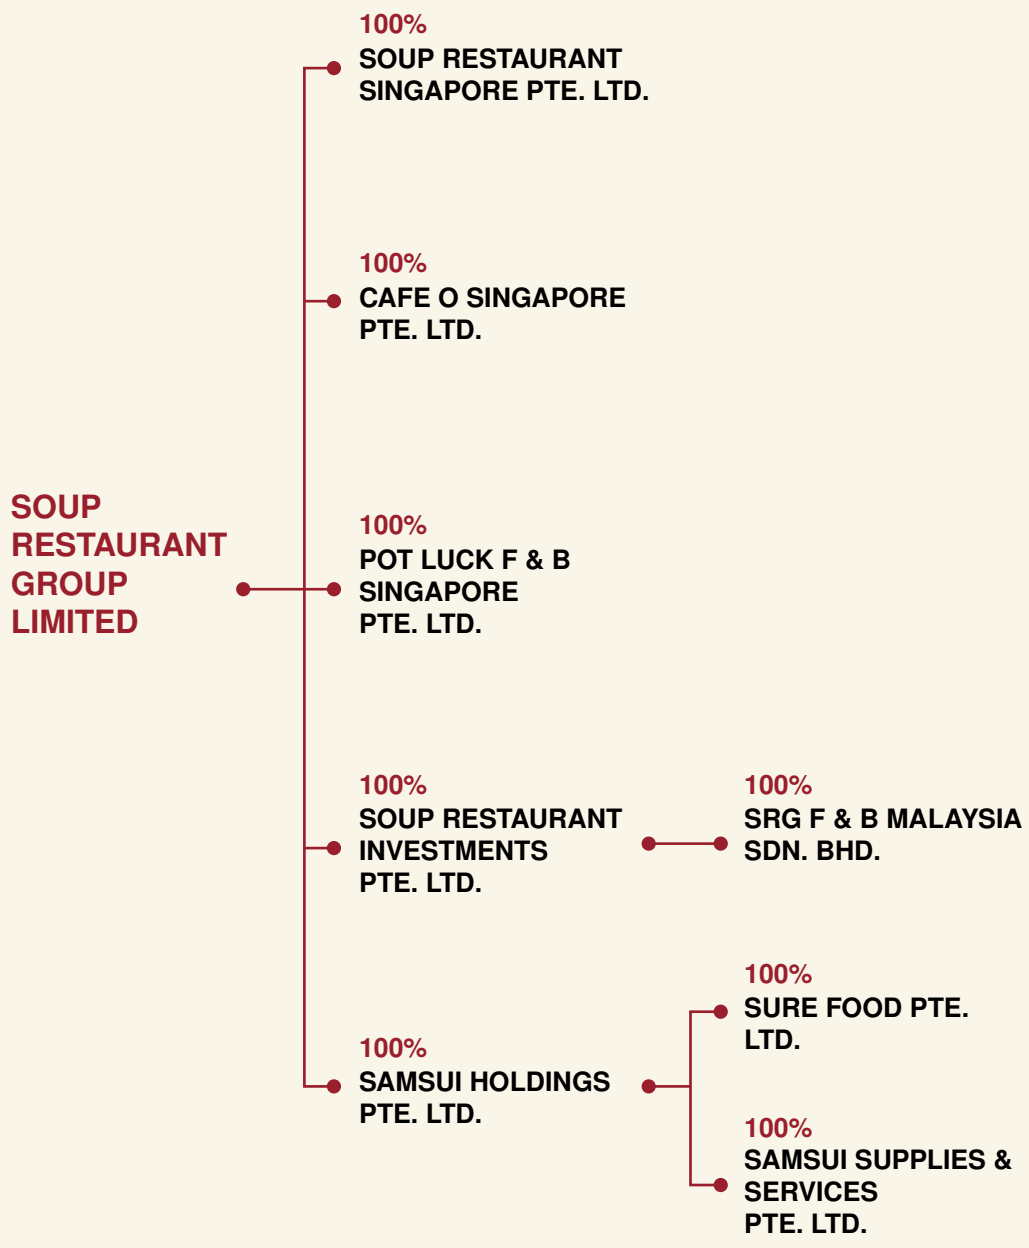 SOUP
RESTAURANT
GROUP
LIMITED
100%
SOUP RESTAURANT
SINGAPORE PTE. LTD.
100%
CAFE O SINGAPORE
PTE. LTD.
100%
POT LUCK F & B
SINGAPORE
PTE. LTD.
100%
SOUP RESTAURANT
INVESTMENTS
PTE. LTD.
100%
SRG F & B MALAYSIA
SDN. BHD.
100%
SAMSUI HOLDINGS
PTE. LTD.
100%
SURE FOOD PTE.
LTD.
100%
SAMSUI SUPPLIES &
SERVICES
PTE. LTD.